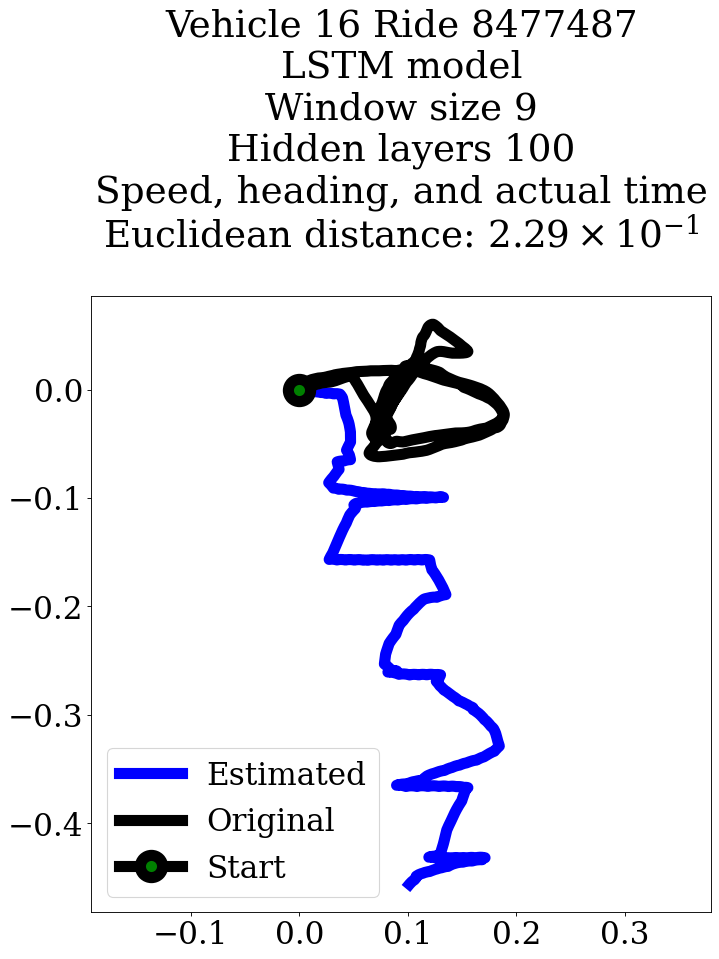 Vehicle 16 Ride 8477487
LSTM model
Window size 9
Hidden layers 100
Speed, heading, and actual time
Euclidean distance: 2.29 × 10⁻¹
0.0
−0.1
−0.2
−0.3
−0.4
Estimated
Original
Start
−0.1 0.0 0.1 0.2 0.3